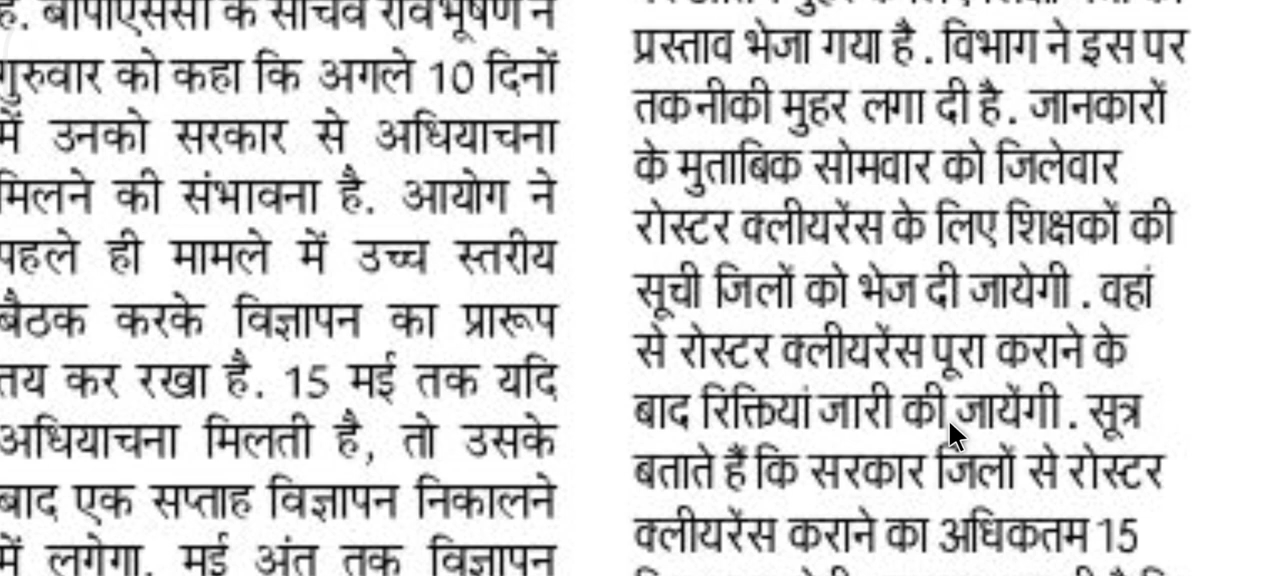 है. बीपीएससी के सचिव रविभूषण ने
गुरुवार को कहा कि अगले 10 दिनों
में उनको सरकार से अधियाचना
मिलने की संभावना है. आयोग ने
पहले ही मामले में उच्च स्तरीय
बैठक करके विज्ञापन का प्रारूप
तय कर रखा है. 15 मई तक यदि
अधियाचना मिलती है, तो उसके
बाद एक सप्ताह विज्ञापन निकालने
में लगेगा. मई अंत तक विज्ञापन
प्रस्ताव भेजा गया है . विभाग ने इस पर
तकनीकी मुहर लगा दी है . जानकारों
के मुताबिक सोमवार को जिलेवार
रोस्टर क्लीयरेंस के लिए शिक्षकों की
सूची जिलों को भेज दी जायेगी . वहां
से रोस्टर क्लीयरेंस पूरा कराने के
बाद रिक्तियां जारी की जायेंगी . सूत्र
बताते हैं कि सरकार जिलों से रोस्टर
क्लीयरेंस कराने का अधिकतम 15